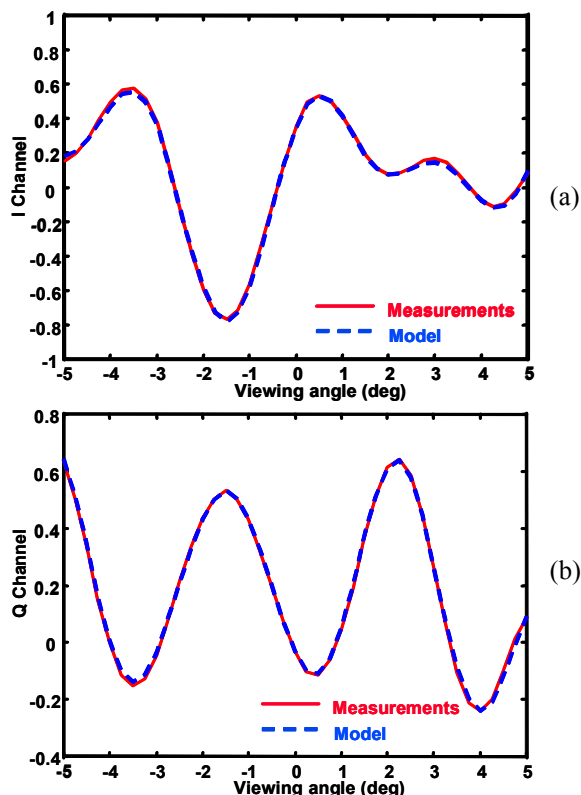 1
0.8
0.6
0.4
0.2
0
-0.2
-0.4
-0.6
-0.8
-1
I Channel
Measurements
Model
-5 -4 -3 -2 -1 0 1 2 3 4 5
Viewing angle (deg)
(a)
0.8
0.6
0.4
0.2
0
-0.2
-0.4
Q Channel
Measurements
Model
-5 -4 -3 -2 -1 0 1 2 3 4 5
Viewing angle (deg)
(b)